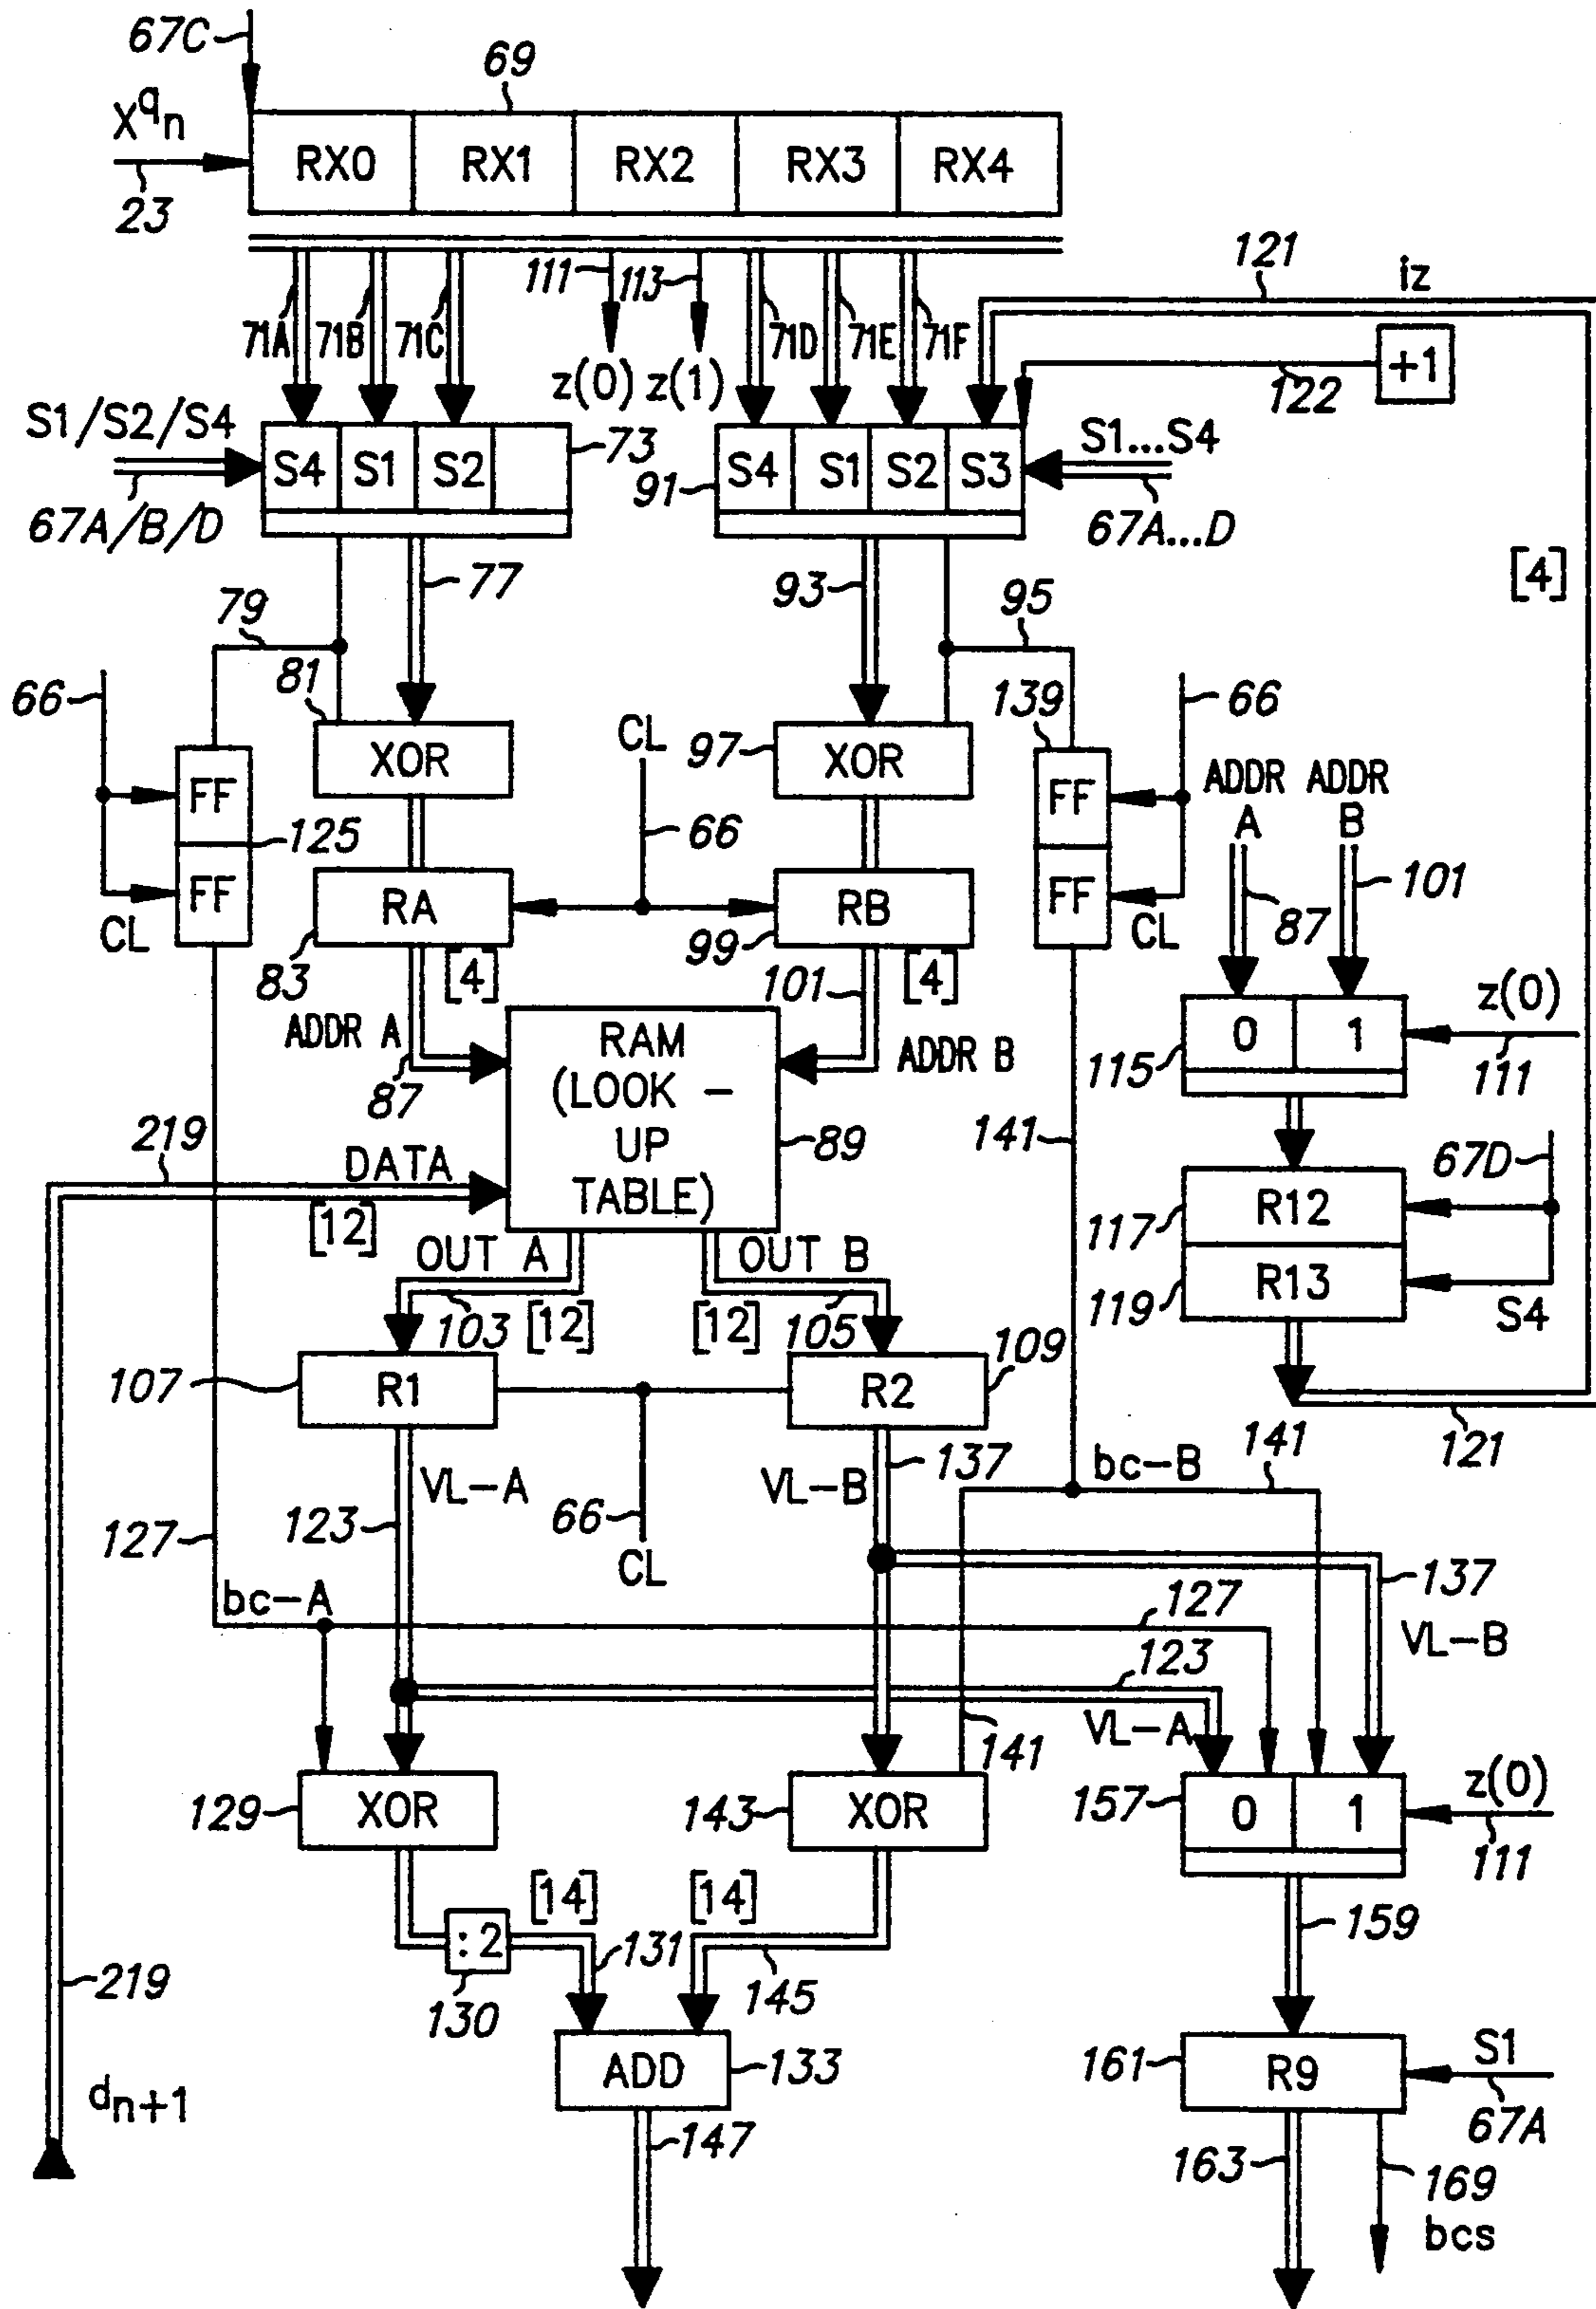 67C
69
X^q_n
RX0 RX1 RX2 RX3 RX4
23
121
iz
111 113
71A 71B 71C
71D 71E 71F
+1
z(0) z(1)
122
S1/S2/S4
S4 S1 S2
73
S4 S1 S2 S3
S1...S4
91
67A/B/D
67A...D
77
93
[4]
79
95
66
81
139
66
XOR
CL
97
XOR
ADDR A
ADDR B
FF
66
FF
125
101
FF
RA
RB
FF
CL
99
CL
87
83
[4]
101
[4]
z(0)
ADDR A
RAM (LOOK - UP TABLE)
ADDR B
0 1
115
111
87
219
89
141
DATA
67D
[12]
117
R12
OUT A
OUT B
R13
119
103
[12]
[12]
105
S4
109
107
R1
R2
121
141
VL-A
VL-B
137
bc-B
141
123
66
127
CL
137
bc-A
127
VL-B
123
VL-A
141
z(0)
129
XOR
143
XOR
157
0 1
111
[14]
[14]
:2
131
159
219
130
145
ADD
133
161
R9
S1
d_{n+1}
67A
147
163
169
bcs